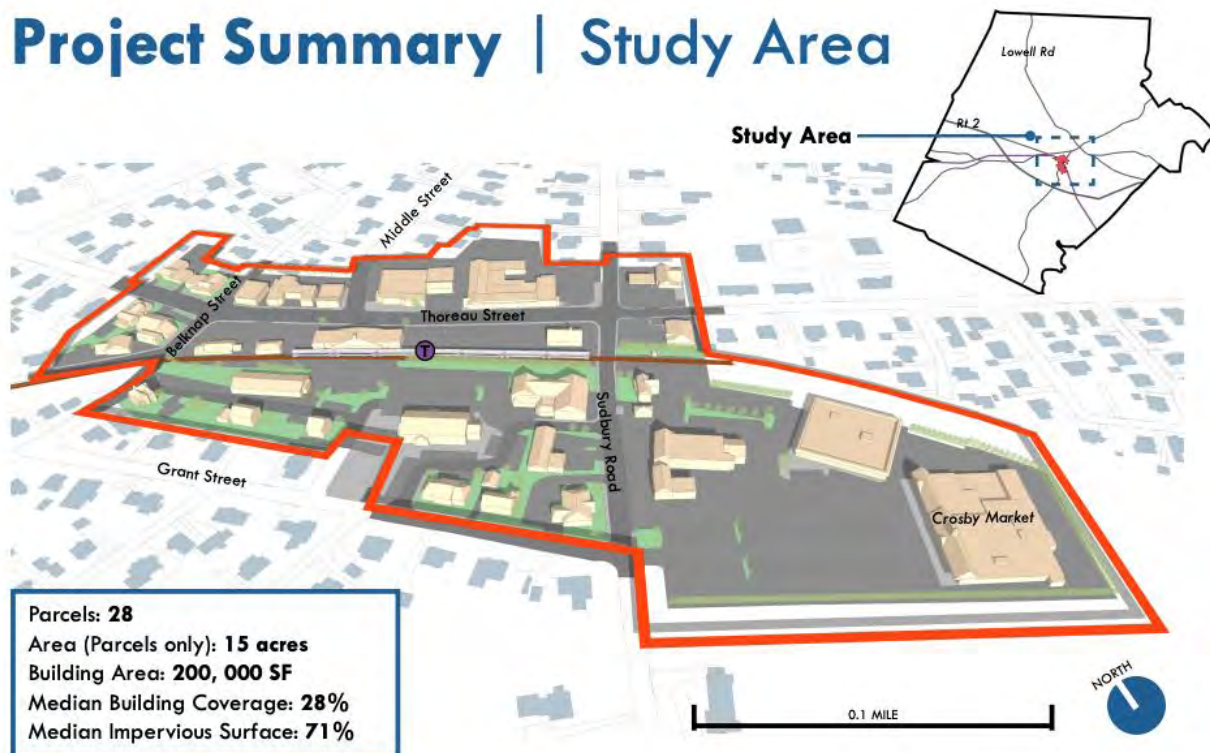 Project Summary | Study Area
Lowell Rd
Rt 2
Study Area
Middle Street
Belknap Street
Thoreau Street
T
Sudbury Road
Grant Street
Crosby Market
Parcels: 28
Area (Parcels only): 15 acres
Building Area: 200, 000 SF
Median Building Coverage: 28%
Median Impervious Surface: 71%
0.1 MILE
NORTH